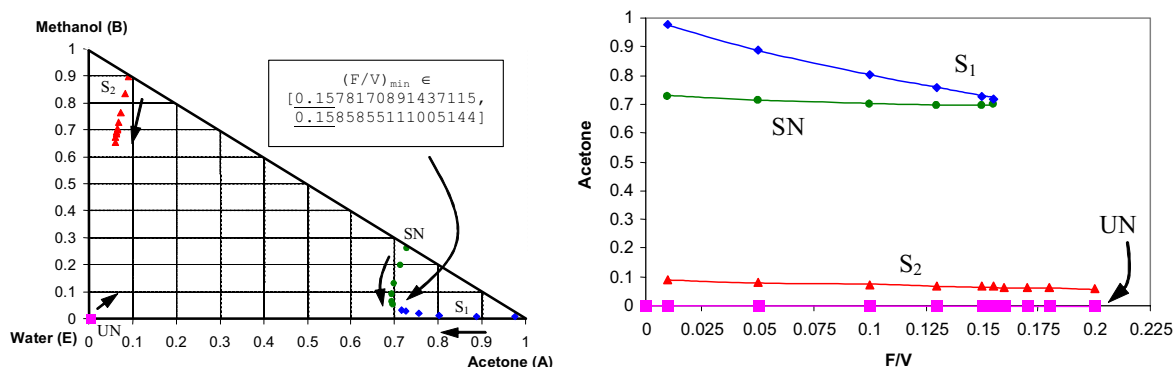 Methanol (B)
1
0.9
0.8
0.7
0.6
0.5
0.4
0.3
0.2
0.1
0
S2
(F/V)min ∈
[0.1578170891437115,
0.1585855111005144]
SN
S1
UN
Water (E)
0 0.1 0.2 0.3 0.4 0.5 0.6 0.7 0.8 0.9 1
Acetone (A)
1
0.9
0.8
0.7
0.6
0.5
0.4
0.3
0.2
0.1
0
Acetone
S1
SN
UN
S2
0 0.025 0.05 0.075 0.1 0.125 0.15 0.175 0.2 0.225
F/V